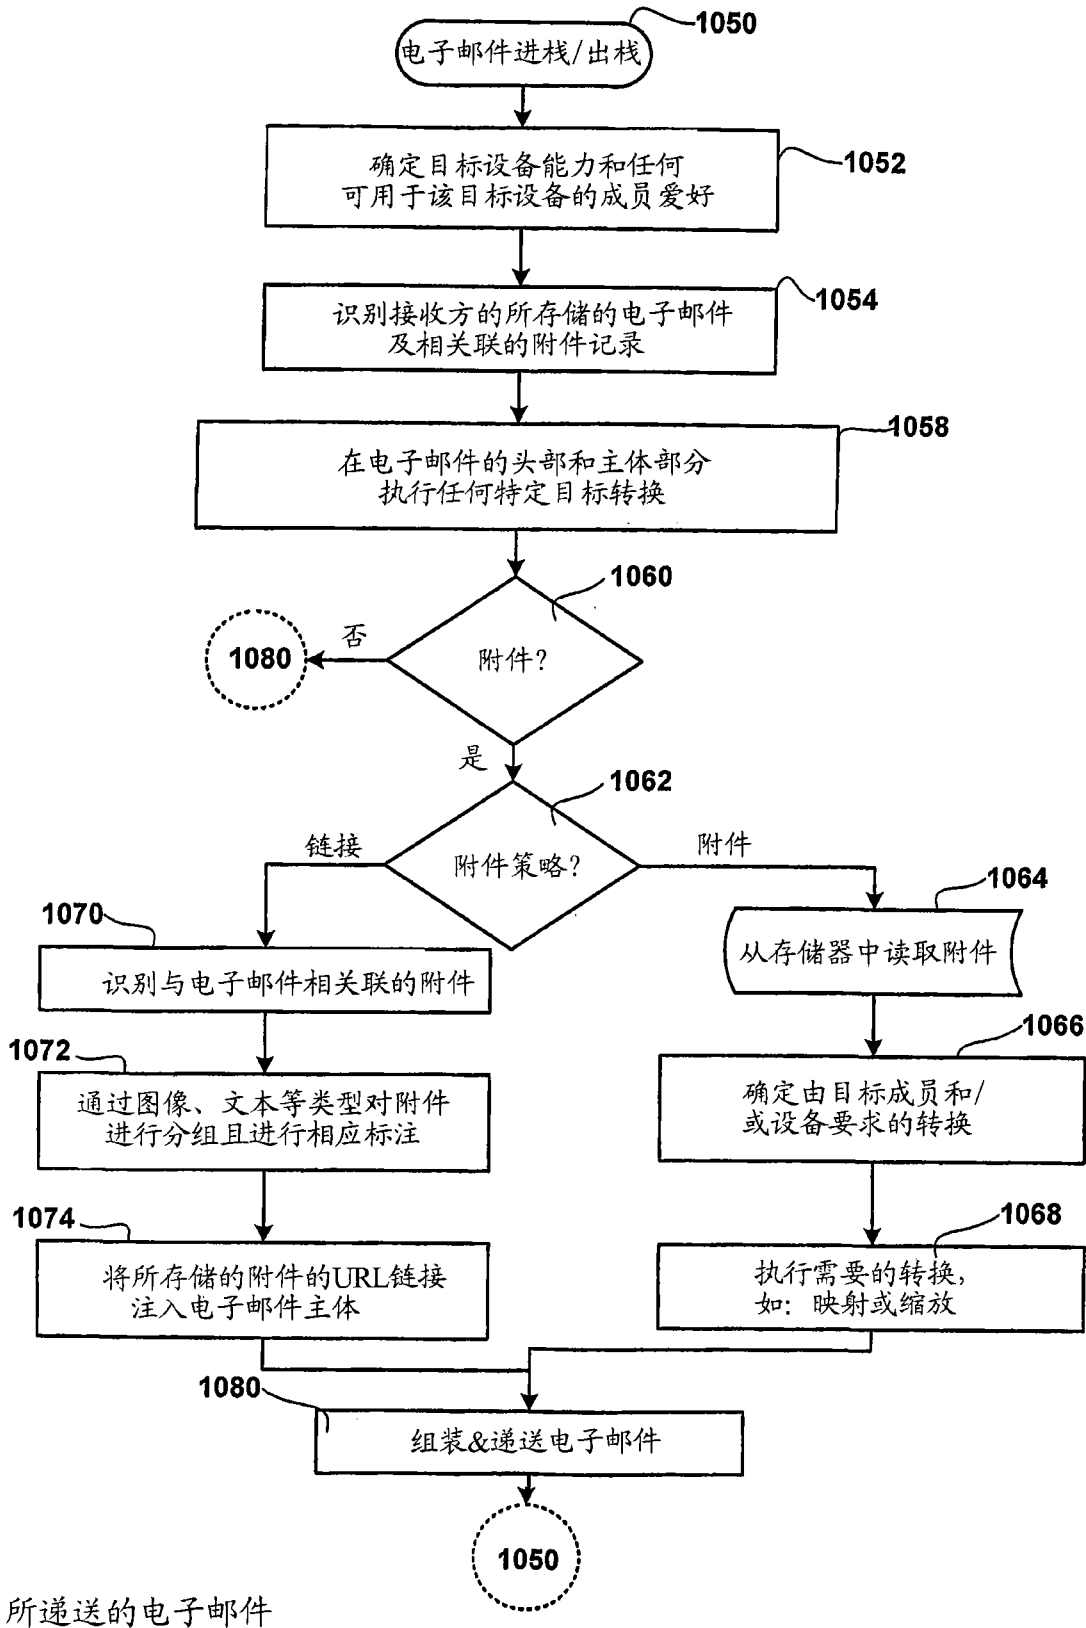 1050
电子邮件进栈/出栈
1052
确定目标设备能力和任何
可用于该目标设备的成员爱好
1054
识别接收方的所存储的电子邮件
及相关联的附件记录
1058
在电子邮件的头部和主体部分
执行任何特定目标转换
1060
附件?
否
1080
是
1062
附件策略?
链接
附件
1070
识别与电子邮件相关联的附件
1072
通过图像、文本等类型对附件
进行分组且进行相应标注
1074
将所存储的附件的URL链接
注入电子邮件主体
1064
从存储器中读取附件
1066
确定由目标成员和/
或设备要求的转换
1068
执行需要的转换,
如: 映射或缩放
1080
组装&递送电子邮件
1050
所递送的电子邮件